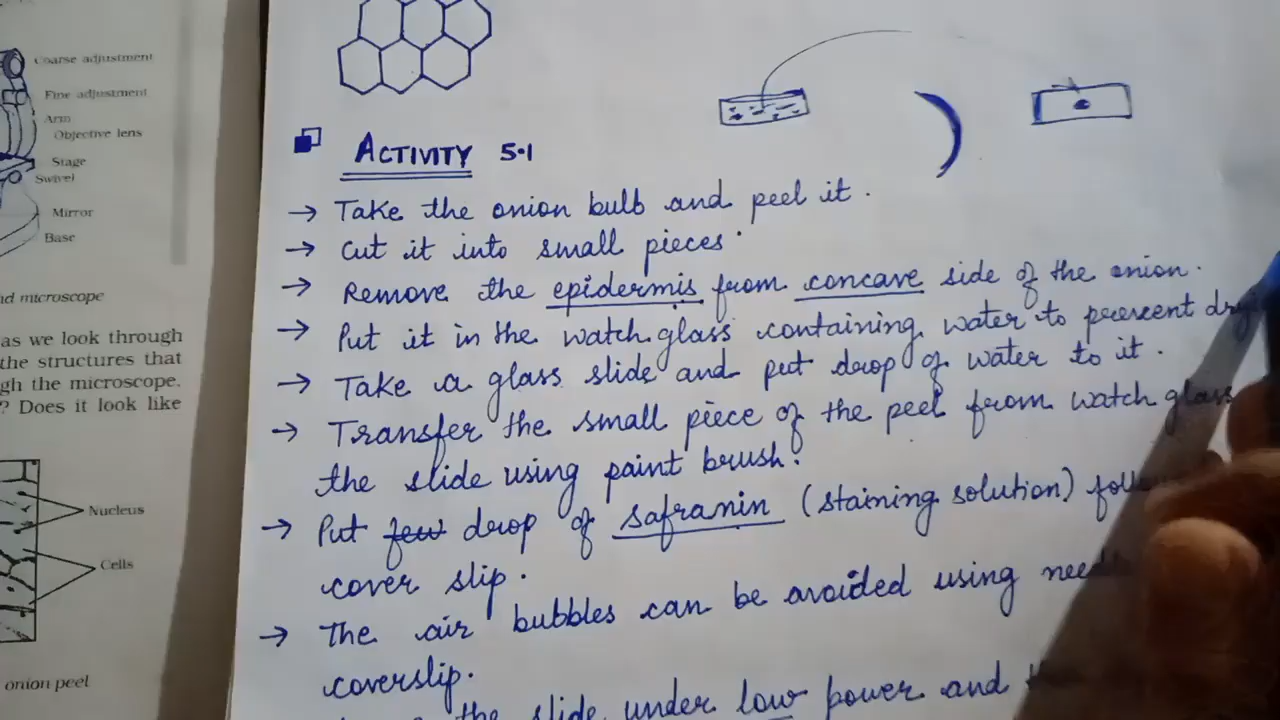 Coarse adjustment
Fine adjustment
Arm
Objective lens
Stage
Swivel
Mirror
Base
microscope
as we look through
the structures that
the microscope.
? Does it look like
Nucleus
Cells
onion peel
ACTIVITY 5.1
→ Take the onion bulb and peel it.
→ Cut it into small pieces.
→ Remove the epidermis from concave side of the onion.
→ Put it in the watch glass containing water to prevent
→ Take a glass slide and put drop of water to it.
→ Transfer the small piece of the peel from watch glass
the slide using paint brush.
→ Put few drop of safranin (staining solution)
cover slip.
→ The air bubbles can be avoided using
coverslip.
the slide under low power and